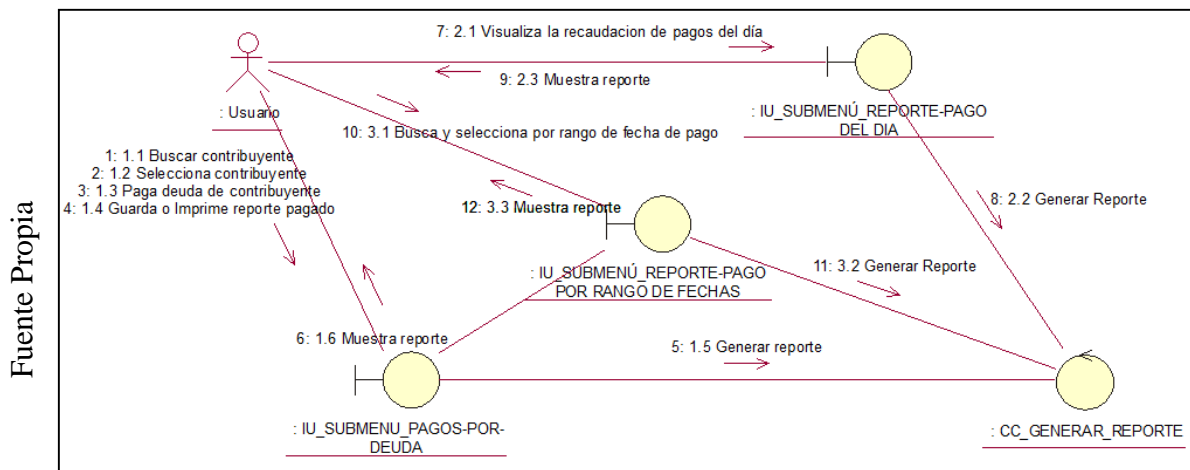 Fuente Propia
7: 2.1 Visualiza la recaudacion de pagos del día
9: 2.3 Muestra reporte
: Usuario
: IU_SUBMENÚ_REPORTE-PAGO
DEL DIA
10: 3.1 Busca y selecciona por rango de fecha de pago
1: 1.1 Buscar contribuyente
2: 1.2 Selecciona contribuyente
3: 1.3 Paga deuda de contribuyente
4: 1.4 Guarda o Imprime reporte pagado
12: 3.3 Muestra reporte
8: 2.2 Generar Reporte
: IU_SUBMENÚ_REPORTE-PAGO
POR RANGO DE FECHAS
11: 3.2 Generar Reporte
6: 1.6 Muestra reporte
5: 1.5 Generar reporte
: IU_SUBMENU_PAGOS-POR-
DEUDA
: CC_GENERAR_REPORTE